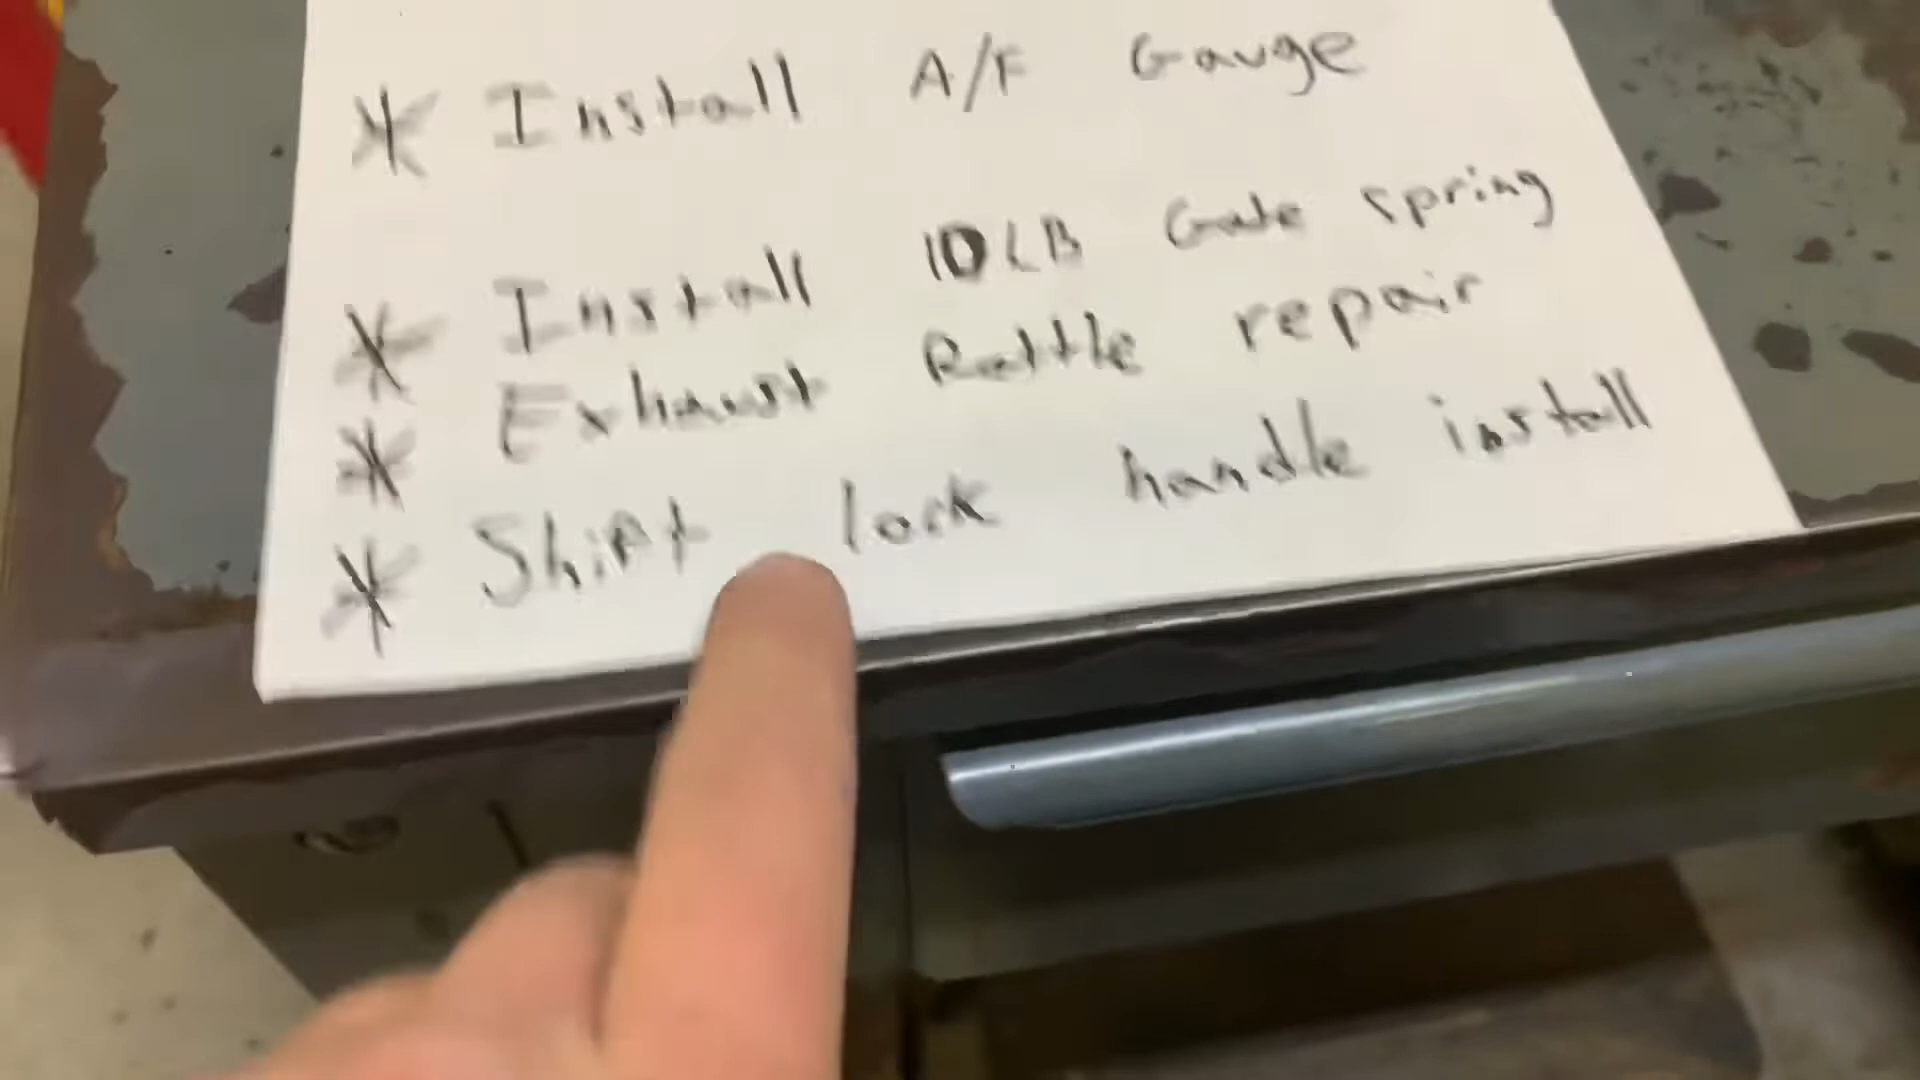 * Install A/F Gauge
* Install 10LB Gate spring
* Exhaust Rattle repair
* Shift lock handle install